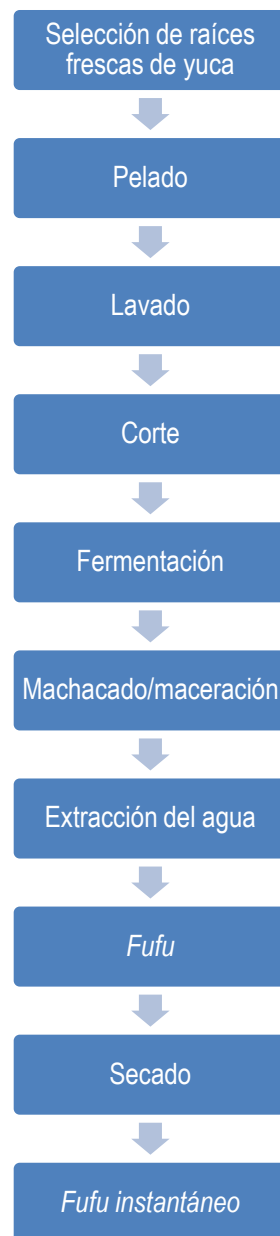 Selección de raíces
frescas de yuca
Pelado
Lavado
Corte
Fermentación
Machacado/maceración
Extracción del agua
Fufu
Secado
Fufu instantáneo